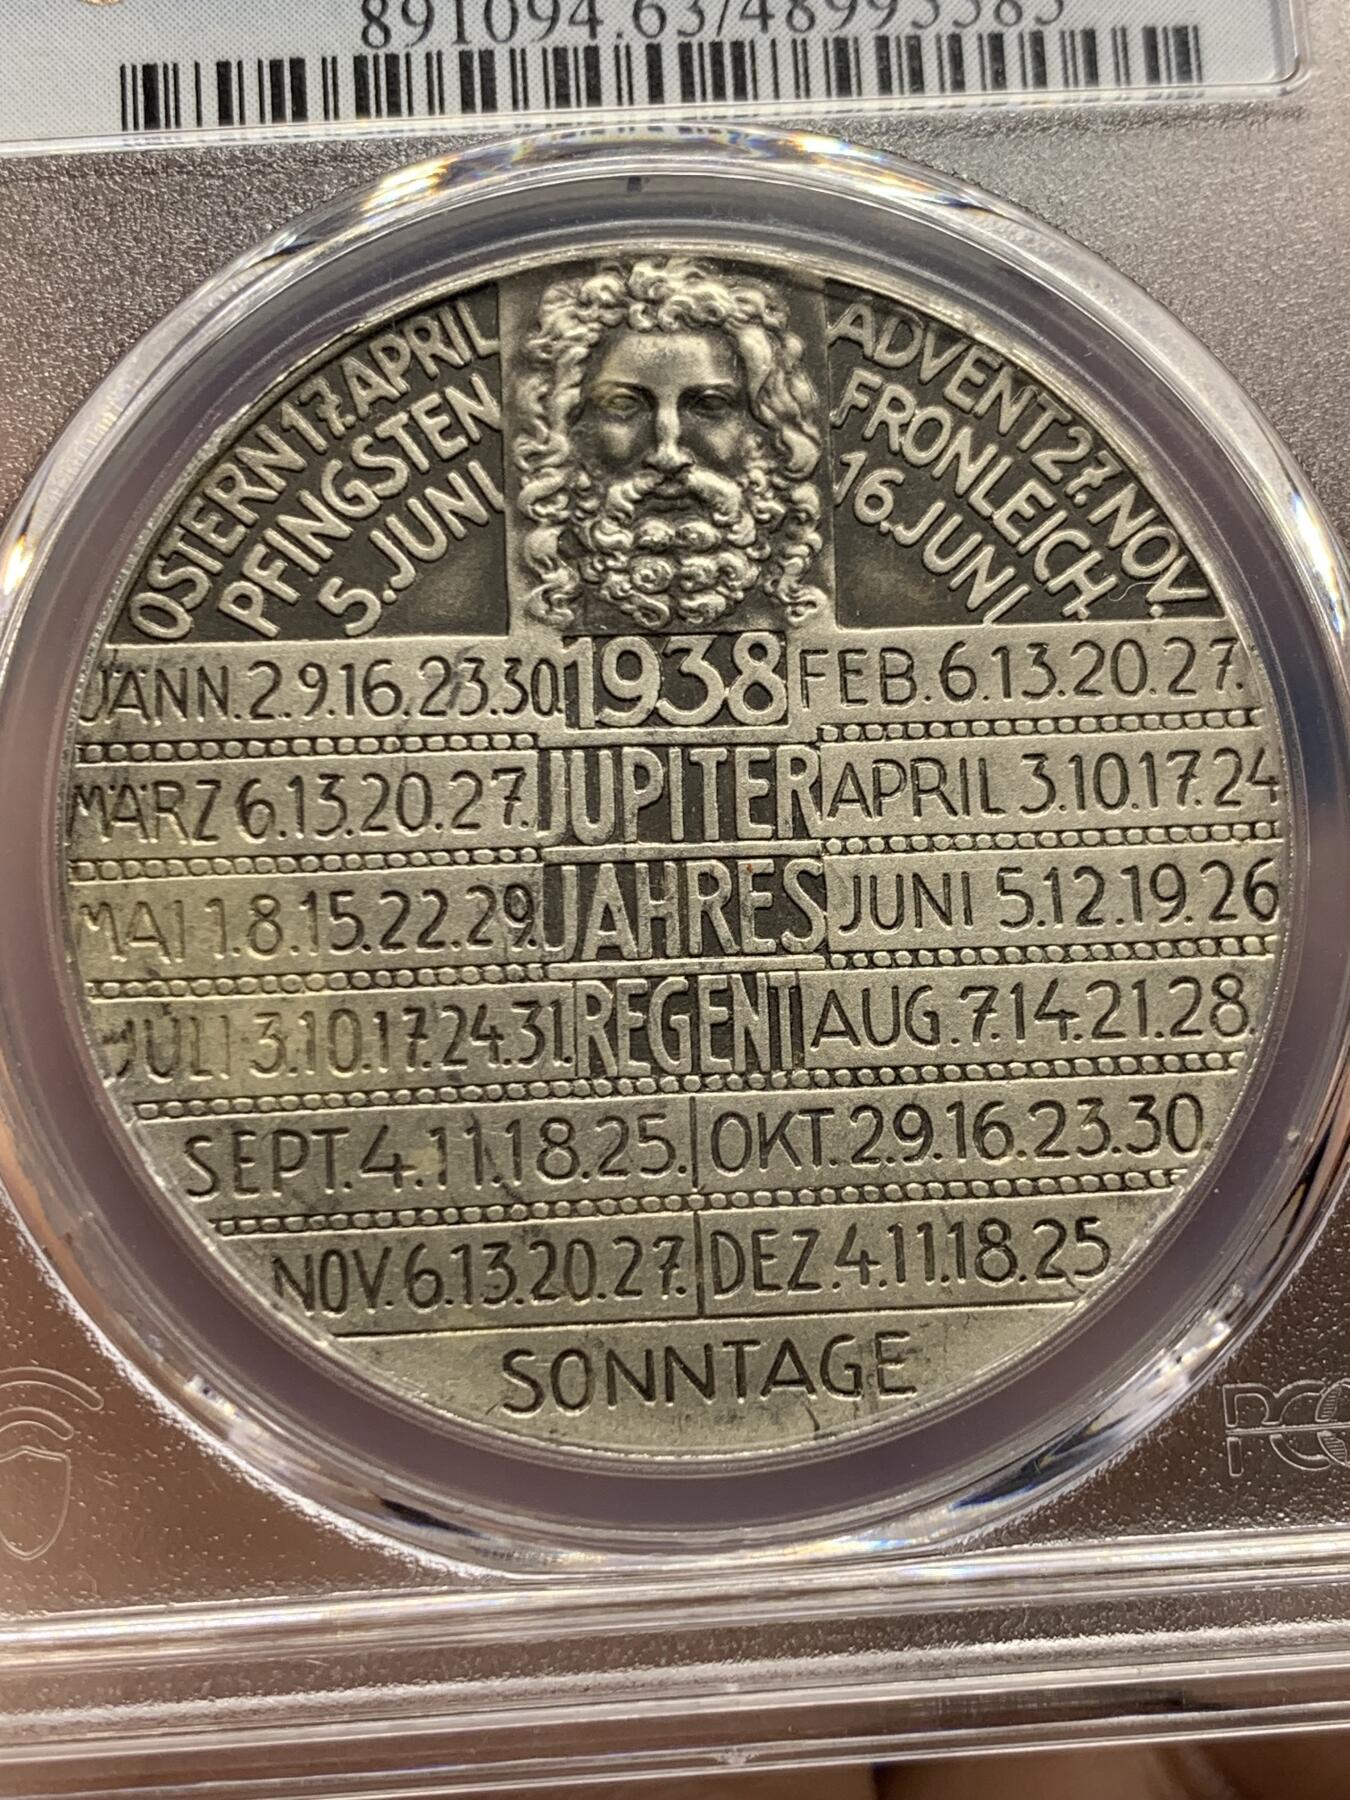 891094.63/48995585
OSTERN 17. APRIL
PFINGSTEN
5. JUNI
ADVENT 27. NOV.
FRONLEICH.
16. JUNI
1938
JÄNN. 2.9.16.23.30.
FEB. 6.13.20.27.
JUPITER
MÄRZ 6.13.20.27.
APRIL 3.10.17.24
JAHRES
MAI 1.8.15.22.29.
JUNI 5.12.19.26
REGENT
JULI 3.10.17.24.31.
AUG. 7.14.21.28.
SEPT. 4.11.18.25.
OKT. 2.9.16.23.30.
NOV. 6.13.20.27.
DEZ. 4.11.18.25
SONNTAGE